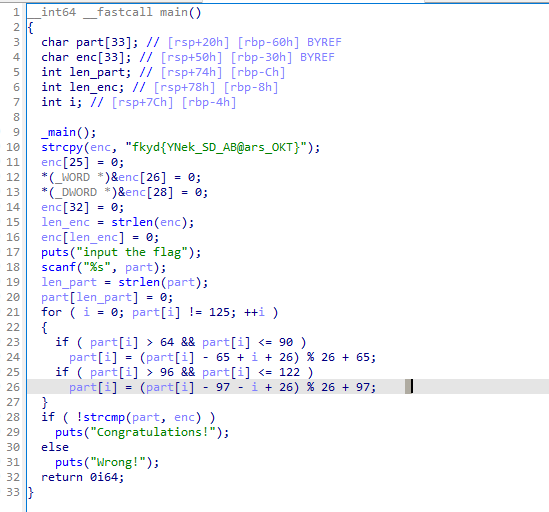 1 __int64 __fastcall main()
2 {
3 char part[33]; // [rsp+20h] [rbp-60h] BYREF
4 char enc[33]; // [rsp+50h] [rbp-30h] BYREF
5 int len_part; // [rsp+74h] [rbp-Ch]
6 int len_enc; // [rsp+78h] [rbp-8h]
7 int i; // [rsp+7Ch] [rbp-4h]
8
9 _main();
10 strcpy(enc, "fkyd{YNek_SD_AB@ars_OKT}");
11 enc[25] = 0;
12 *(_WORD *)&enc[26] = 0;
13 *(_DWORD *)&enc[28] = 0;
14 enc[32] = 0;
15 len_enc = strlen(enc);
16 enc[len_enc] = 0;
17 puts("input the flag");
18 scanf("%s", part);
19 len_part = strlen(part);
20 part[len_part] = 0;
21 for ( i = 0; part[i] != 125; ++i )
22 {
23 if ( part[i] > 64 && part[i] <= 90 )
24 part[i] = (part[i] - 65 + i + 26) % 26 + 65;
25 if ( part[i] > 96 && part[i] <= 122 )
26 part[i] = (part[i] - 97 - i + 26) % 26 + 97;
27 }
28 if ( !strcmp(part, enc) )
29 puts("Congratulations!");
30 else
31 puts("Wrong!");
32 return 0i64;
33 }